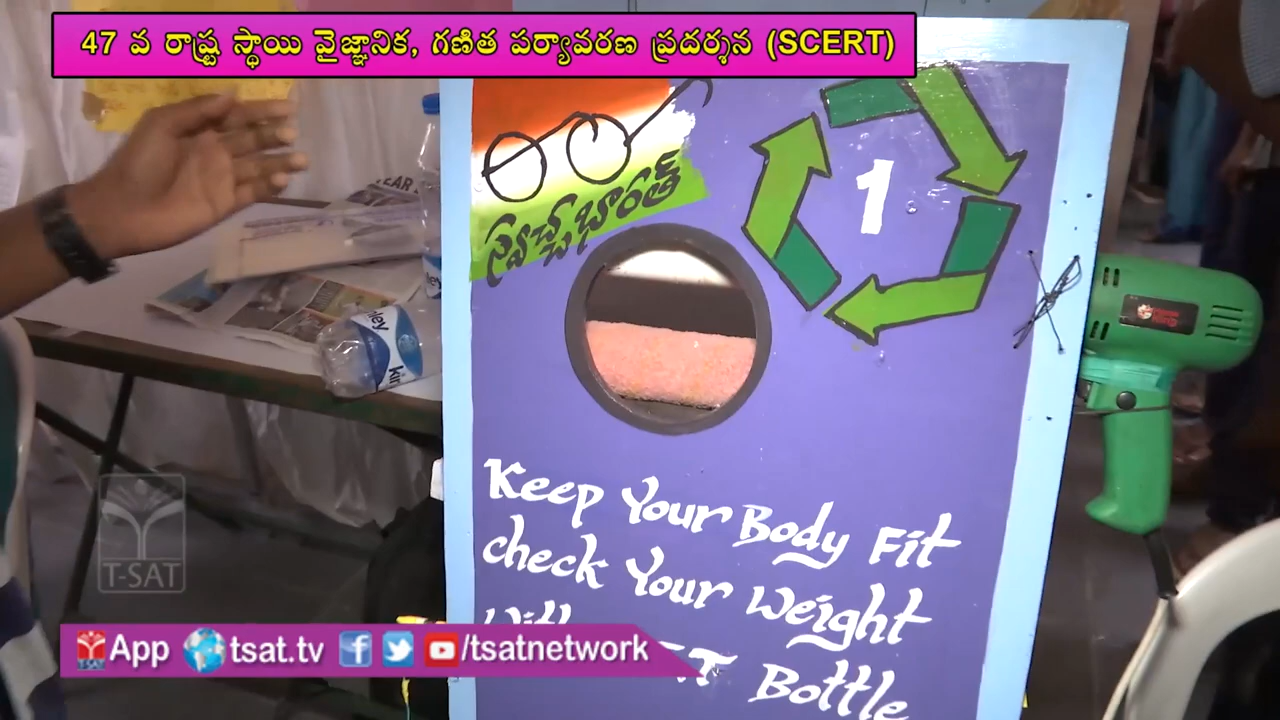 47 వ రాష్ట్ర స్థాయి వైజ్ఞానిక, గణిత పర్యావరణ ప్రదర్శన (SCERT)
స్వచ్ఛ భారత్
1
Keep Your Body Fit
check Your Weight
Bottle
T-SAT
App tsat.tv /tsatnetwork